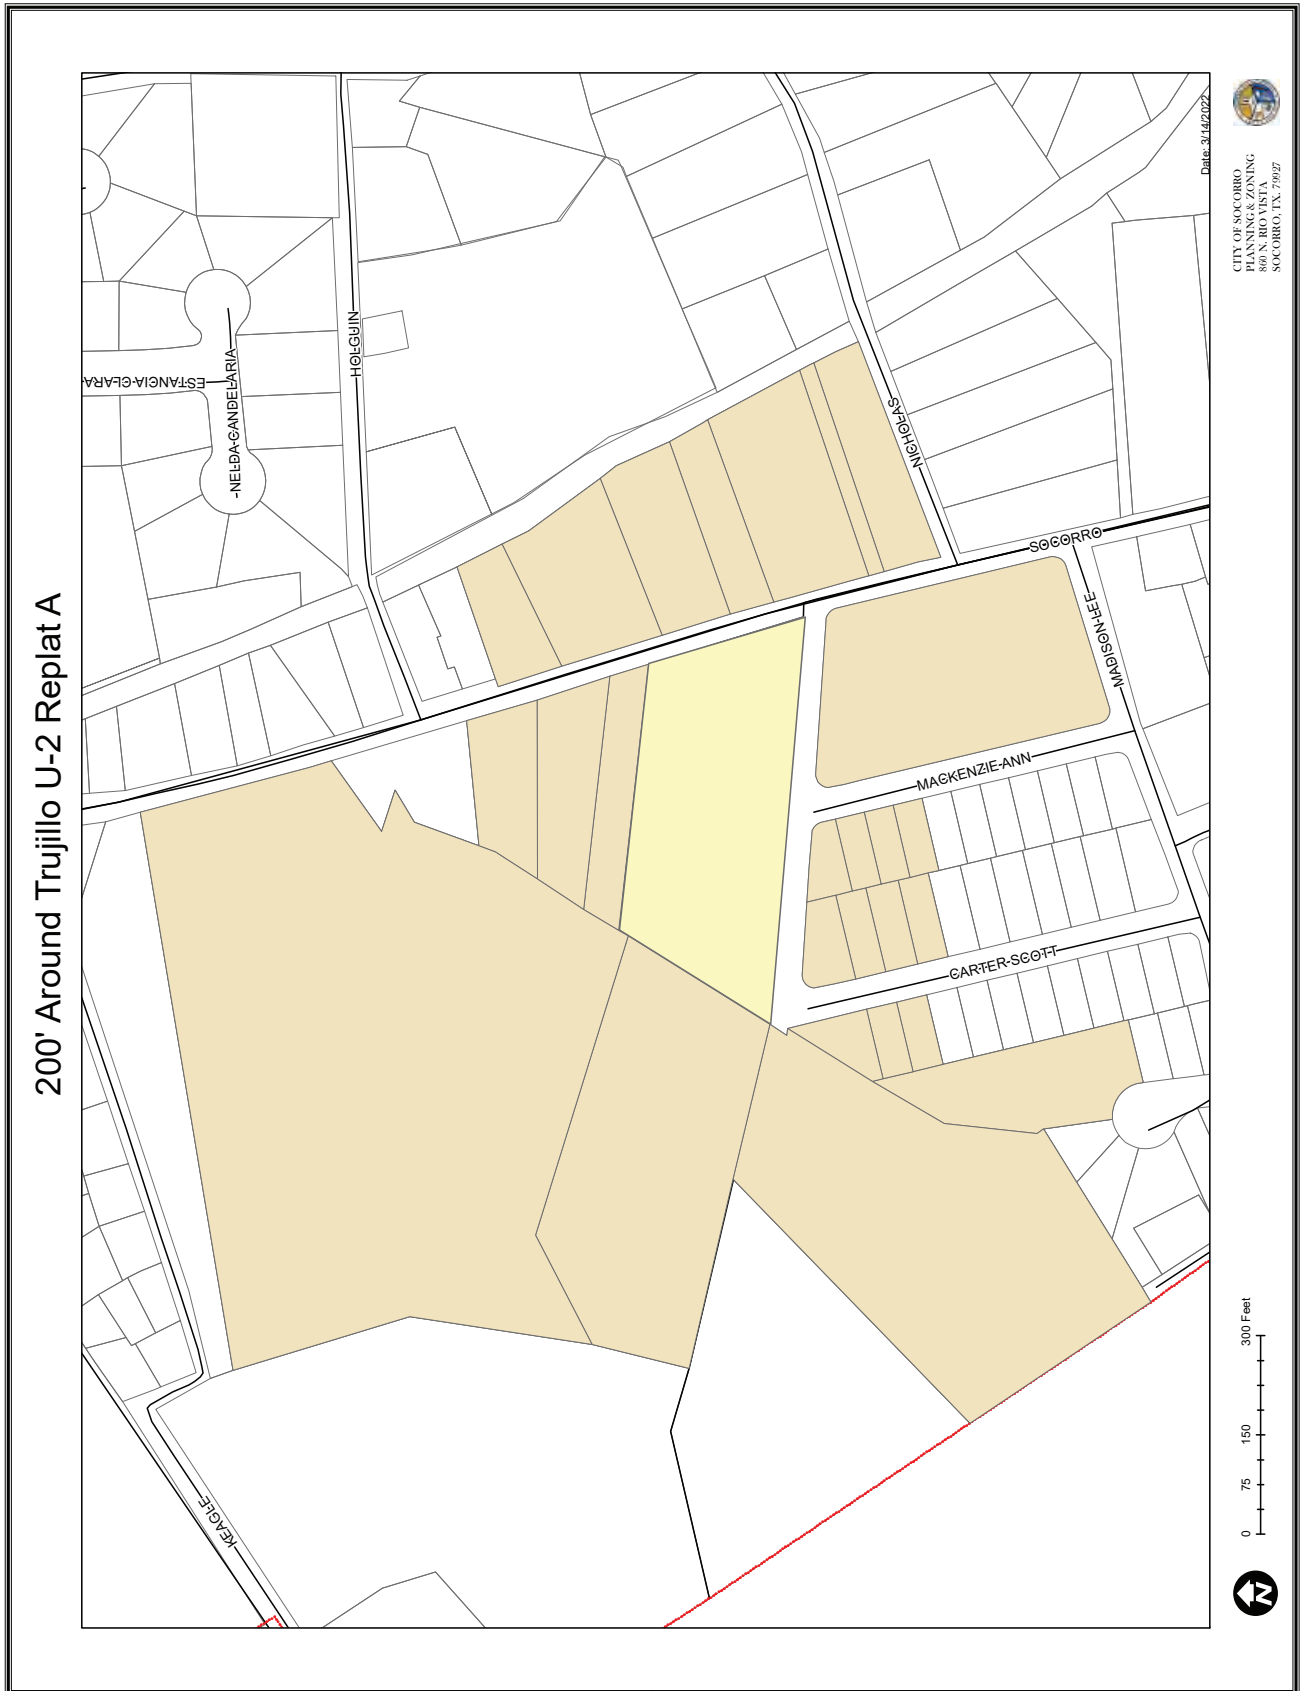 200' Around Trujillo U-2 Replat A
ESTANCIA CLARA
NELDA CANDELARIA
HOLGUIN
NICHOLAS
SOCORRO
MADISON LEE
MACKENZIE ANN
CARTER SCOTT
KEAGLE
Date: 3/14/2022
CITY OF SOCORRO
PLANNING & ZONING
860 N. RIO VISTA
SOCORRO, TX. 79927
0 75 150 300 Feet
N